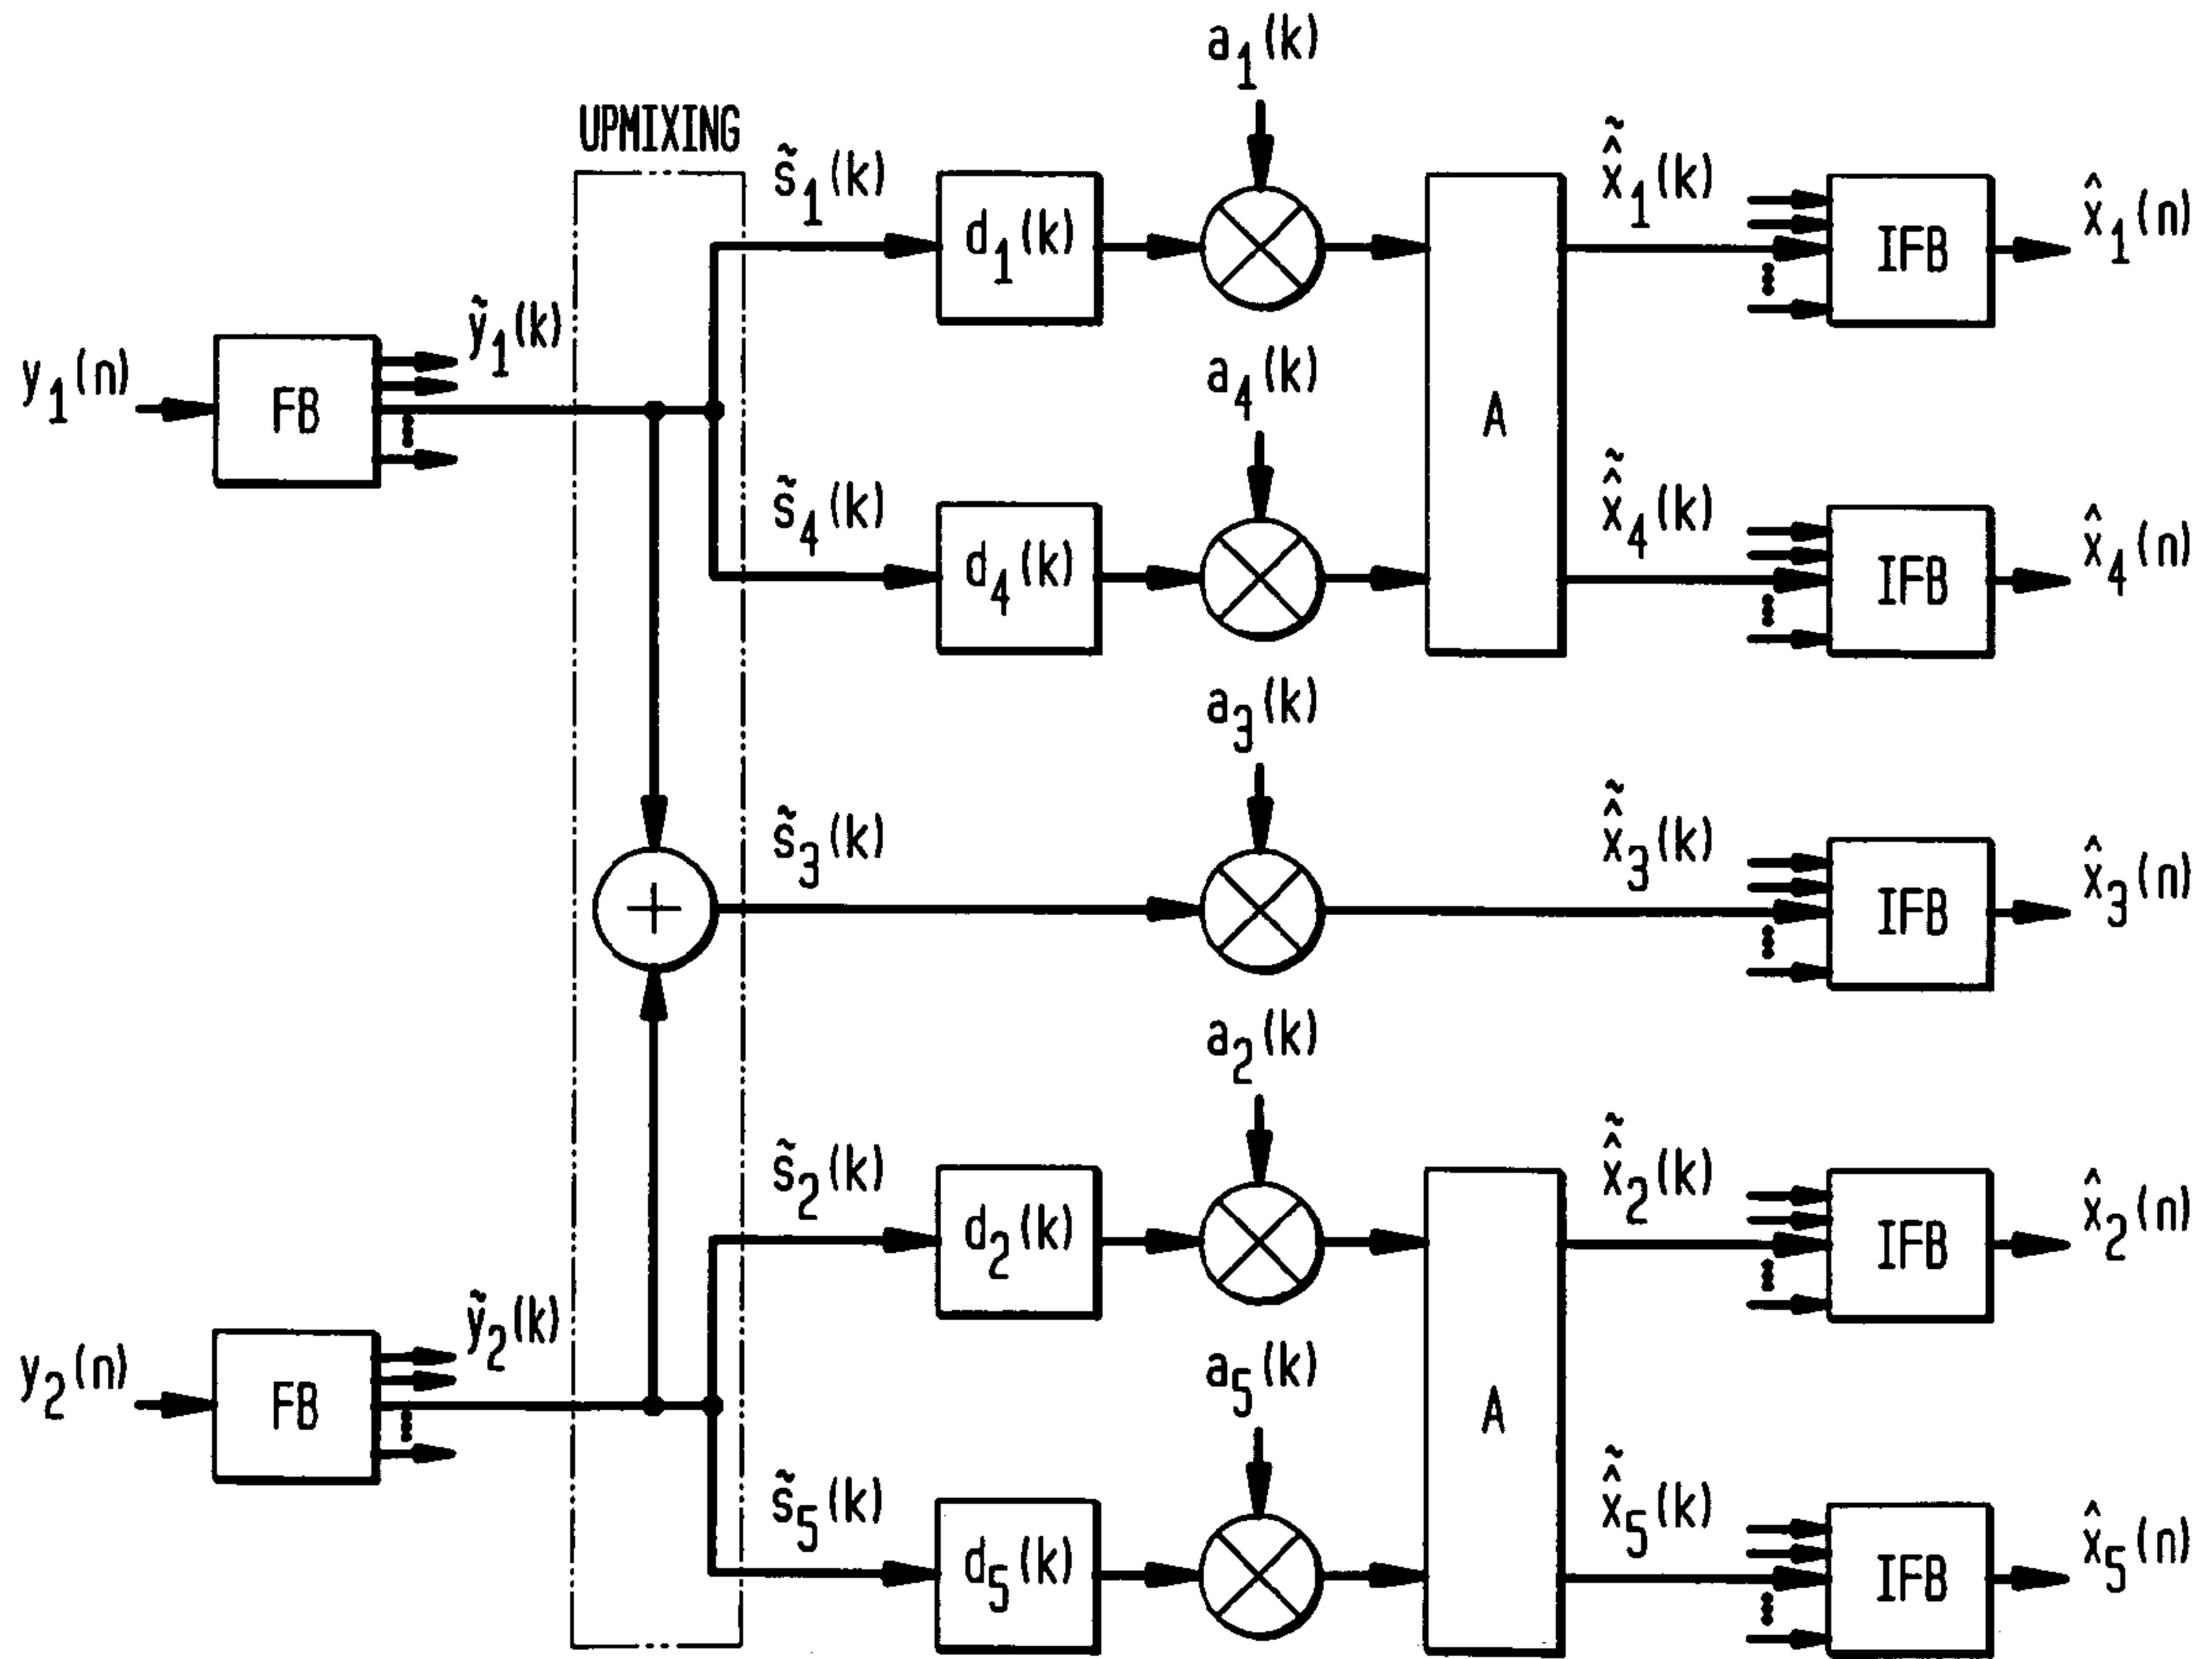 a₁(k)
UPMIXING
s̃₁(k)
d₁(k)
x̂̃₁(k)
IFB
x̂₁(n)
ỹ₁(k)
y₁(n)
FB
a₄(k)
A
s̃₄(k)
d₄(k)
x̂̃₄(k)
IFB
x̂₄(n)
a₃(k)
s̃₃(k)
+
x̂̃₃(k)
IFB
x̂₃(n)
a₂(k)
s̃₂(k)
d₂(k)
x̂̃₂(k)
IFB
x̂₂(n)
ỹ₂(k)
y₂(n)
FB
a₅(k)
A
s̃₅(k)
d₅(k)
x̂̃₅(k)
IFB
x̂₅(n)